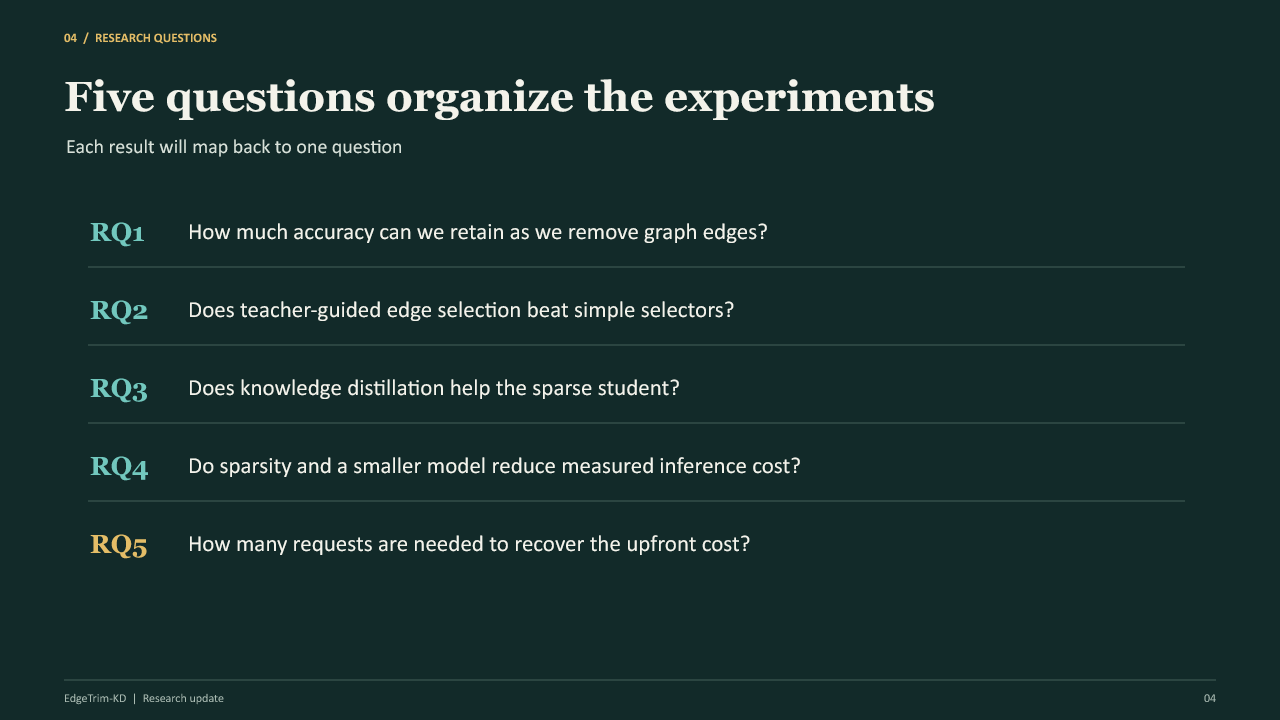 04 / RESEARCH QUESTIONS
Five questions organize the experiments
Each result will map back to one question
RQ1 How much accuracy can we retain as we remove graph edges?
RQ2 Does teacher-guided edge selection beat simple selectors?
RQ3 Does knowledge distillation help the sparse student?
RQ4 Do sparsity and a smaller model reduce measured inference cost?
RQ5 How many requests are needed to recover the upfront cost?
EdgeTrim-KD | Research update 04